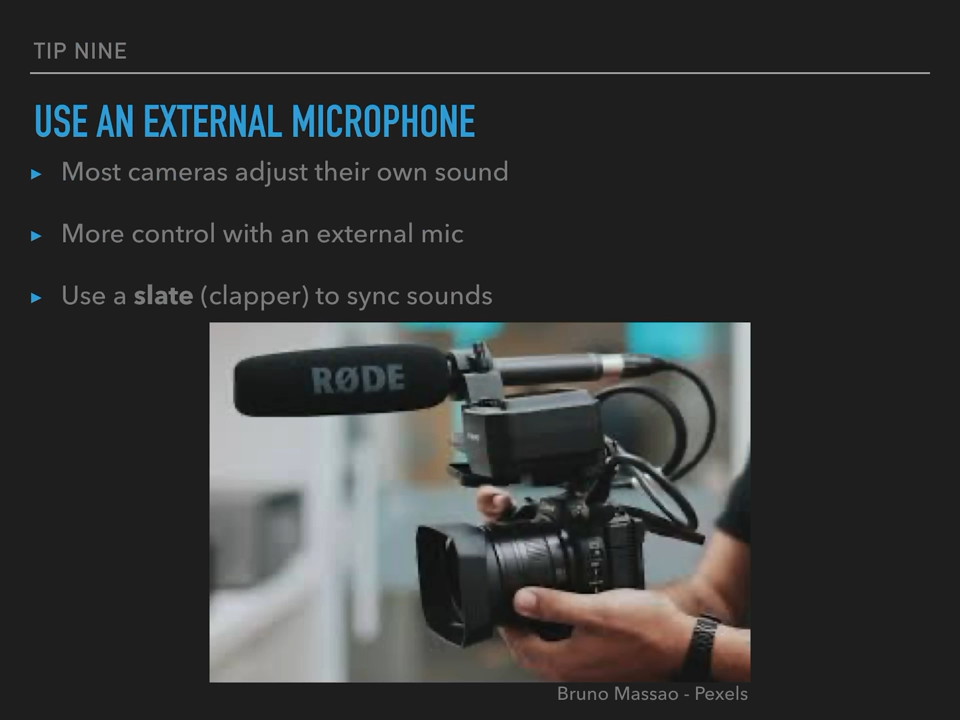 TIP NINE
USE AN EXTERNAL MICROPHONE
▸ Most cameras adjust their own sound
▸ More control with an external mic
▸ Use a slate (clapper) to sync sounds
RØDE
Bruno Massao - Pexels